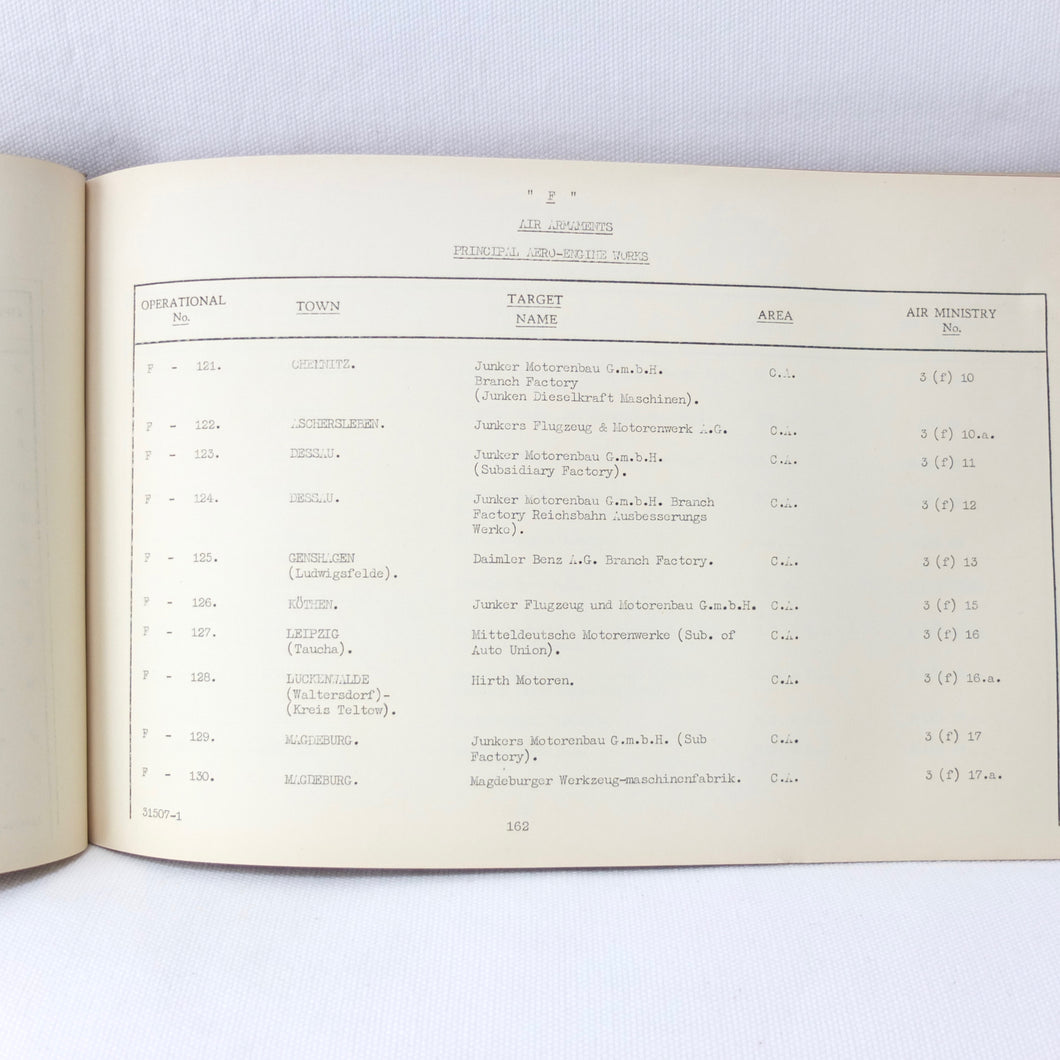 " F "
AIR ARMAMENTS
PRINCIPAL AERO-ENGINE WORKS
OPERATIONAL No. TOWN TARGET NAME AREA AIR MINISTRY No.
F - 121. CHEMNITZ. Junker Motorenbau G.m.b.H. C.A. 3 (f) 10
Branch Factory
(Junken Dieselkraft Maschinen).
F - 122. ASCHERSLEBEN. Junkers Flugzeug & Motorenwerk A.G. C.A. 3 (f) 10.a.
F - 123. DESSAU. Junker Motorenbau G.m.b.H. C.A. 3 (f) 11
(Subsidiary Factory).
F - 124. DESSAU. Junker Motorenbau G.m.b.H. Branch C.A. 3 (f) 12
Factory Reichsbahn Ausbesserungs
Werke).
F - 125. GENSHAGEN Daimler Benz A.G. Branch Factory. C.A. 3 (f) 13
(Ludwigsfelde).
F - 126. KÖTHEN. Junker Flugzeug und Motorenbau G.m.b.H. C.A. 3 (f) 15
F - 127. LEIPZIG Mitteldeutsche Motorenwerke (Sub. of C.A. 3 (f) 16
(Taucha). Auto Union).
F - 128. LUCKENWALDE Hirth Motoren. C.A. 3 (f) 16.a.
(Waltersdorf)-
(Kreis Teltow).
F - 129. MAGDEBURG. Junkers Motorenbau G.m.b.H. (Sub C.A. 3 (f) 17
Factory).
F - 130. MAGDEBURG. Magdeburger Werkzeug-maschinenfabrik. C.A. 3 (f) 17.a.
31507-1
162